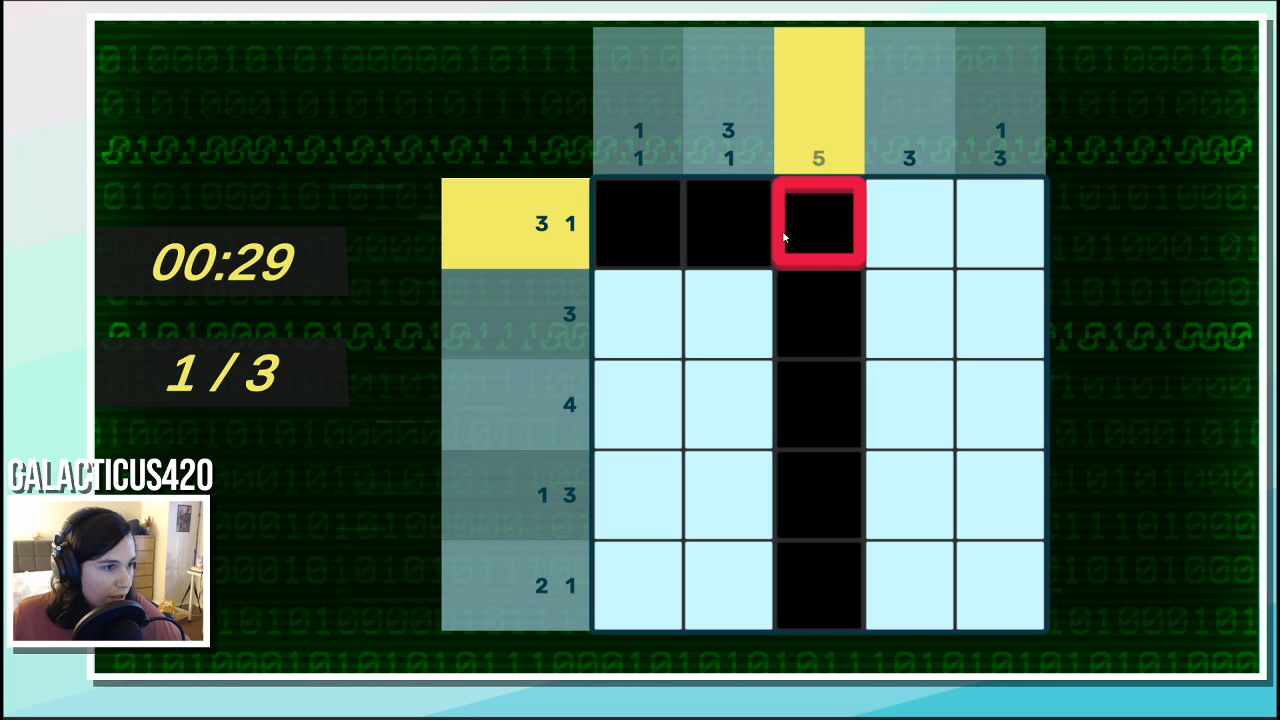 1 3 1
1 1 5 3 3
3 1
3
00:29
4
1 / 3
GALACTICUS420
1 3
2 1